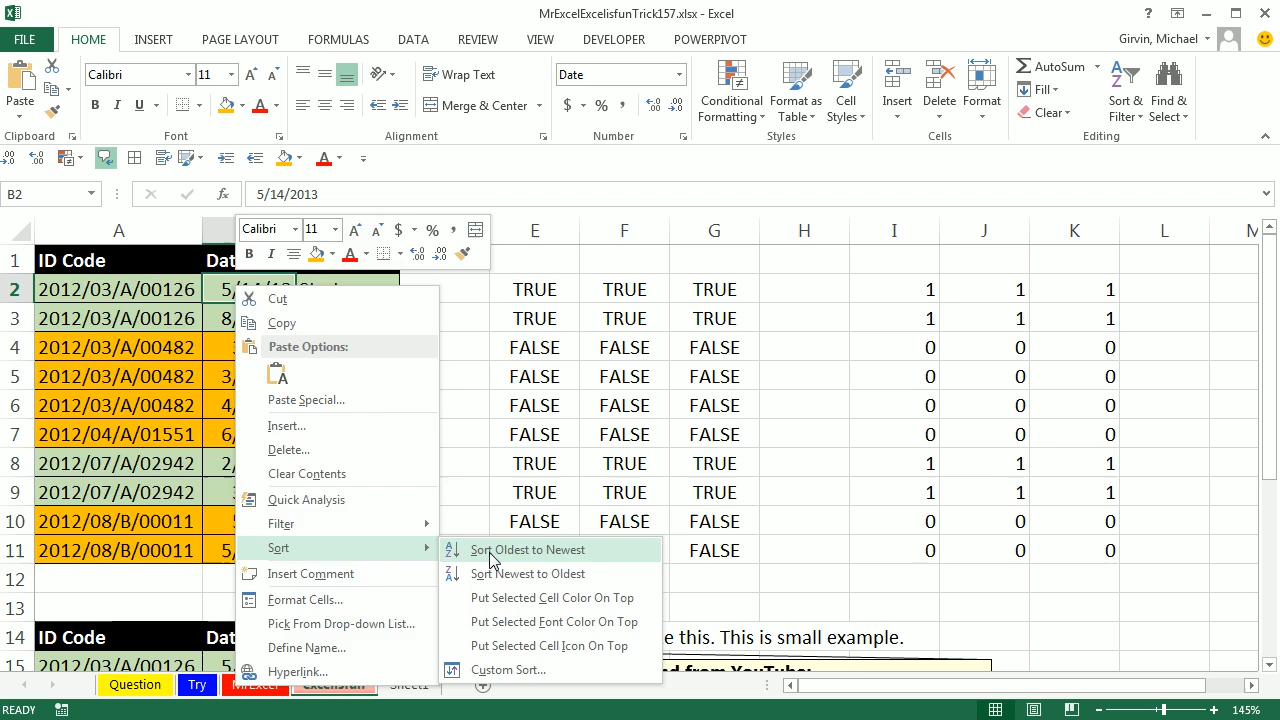 MrExcelExcelisfunTrick157.xlsx - Excel
FILE HOME INSERT PAGE LAYOUT FORMULAS DATA REVIEW VIEW DEVELOPER POWERPIVOT Girvin, Michael
Paste
Calibri 11
Wrap Text
Date
Merge & Center
Conditional Formatting
Format as Table
Cell Styles
Insert
Delete
Format
AutoSum
Fill
Clear
Sort & Filter
Find & Select
Clipboard Font Alignment Number Styles Cells Editing
B2 fx 5/14/2013
Calibri 11
A E F G H I J K L M
1 ID Code
2 2012/03/A/00126 TRUE TRUE TRUE 1 1 1
3 2012/03/A/00126 8/ TRUE TRUE TRUE 1 1 1
4 2012/03/A/00482 FALSE FALSE FALSE 0 0 0
5 2012/03/A/00482 3/ FALSE FALSE FALSE 0 0 0
6 2012/03/A/00482 4/ FALSE FALSE FALSE 0 0 0
7 2012/04/A/01551 6/ FALSE FALSE FALSE 0 0 0
8 2012/07/A/02942 2/ TRUE TRUE TRUE 1 1 1
9 2012/07/A/02942 TRUE TRUE TRUE 1 1 1
10 2012/08/B/00011 FALSE FALSE FALSE 0 0 0
11 2012/08/B/00011 5/ FALSE 0 0 0
12
13
14 ID Code this. This is small example.
15 2012/03/A/00126 5/ from YouTube:
Cut
Copy
Paste Options:
Paste Special...
Insert...
Delete...
Clear Contents
Quick Analysis
Filter
Sort
Insert Comment
Format Cells...
Pick From Drop-down List...
Define Name...
Hyperlink...
Sort Oldest to Newest
Sort Newest to Oldest
Put Selected Cell Color On Top
Put Selected Font Color On Top
Put Selected Cell Icon On Top
Custom Sort...
Question Try MrExcel Excelisfun Sheet1
READY 145%